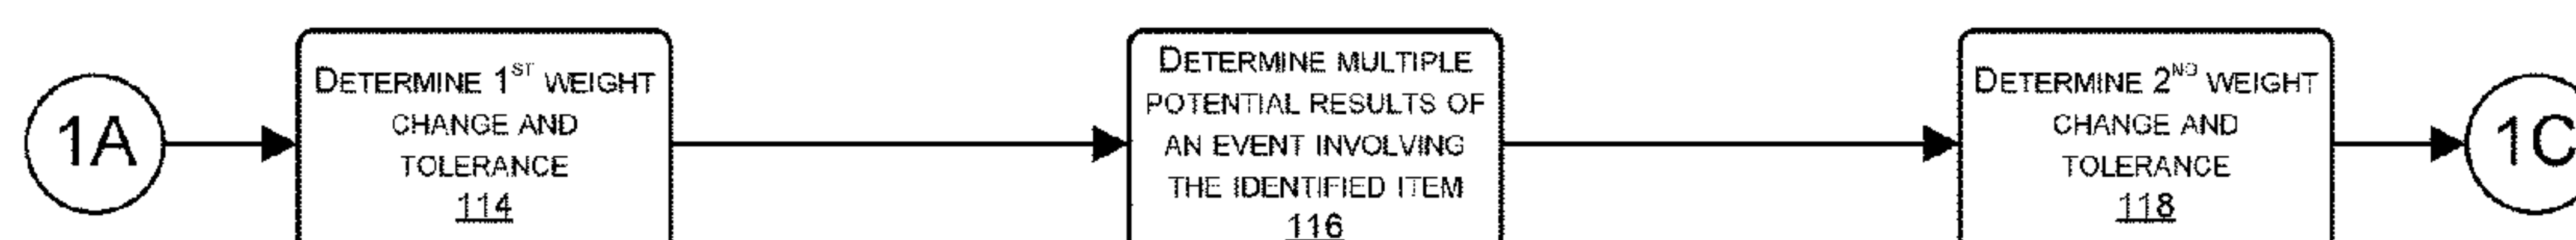 1A
DETERMINE 1ST WEIGHT
CHANGE AND
TOLERANCE
114
DETERMINE MULTIPLE
POTENTIAL RESULTS OF
AN EVENT INVOLVING
THE IDENTIFIED ITEM
116
DETERMINE 2ND WEIGHT
CHANGE AND
TOLERANCE
118
1C